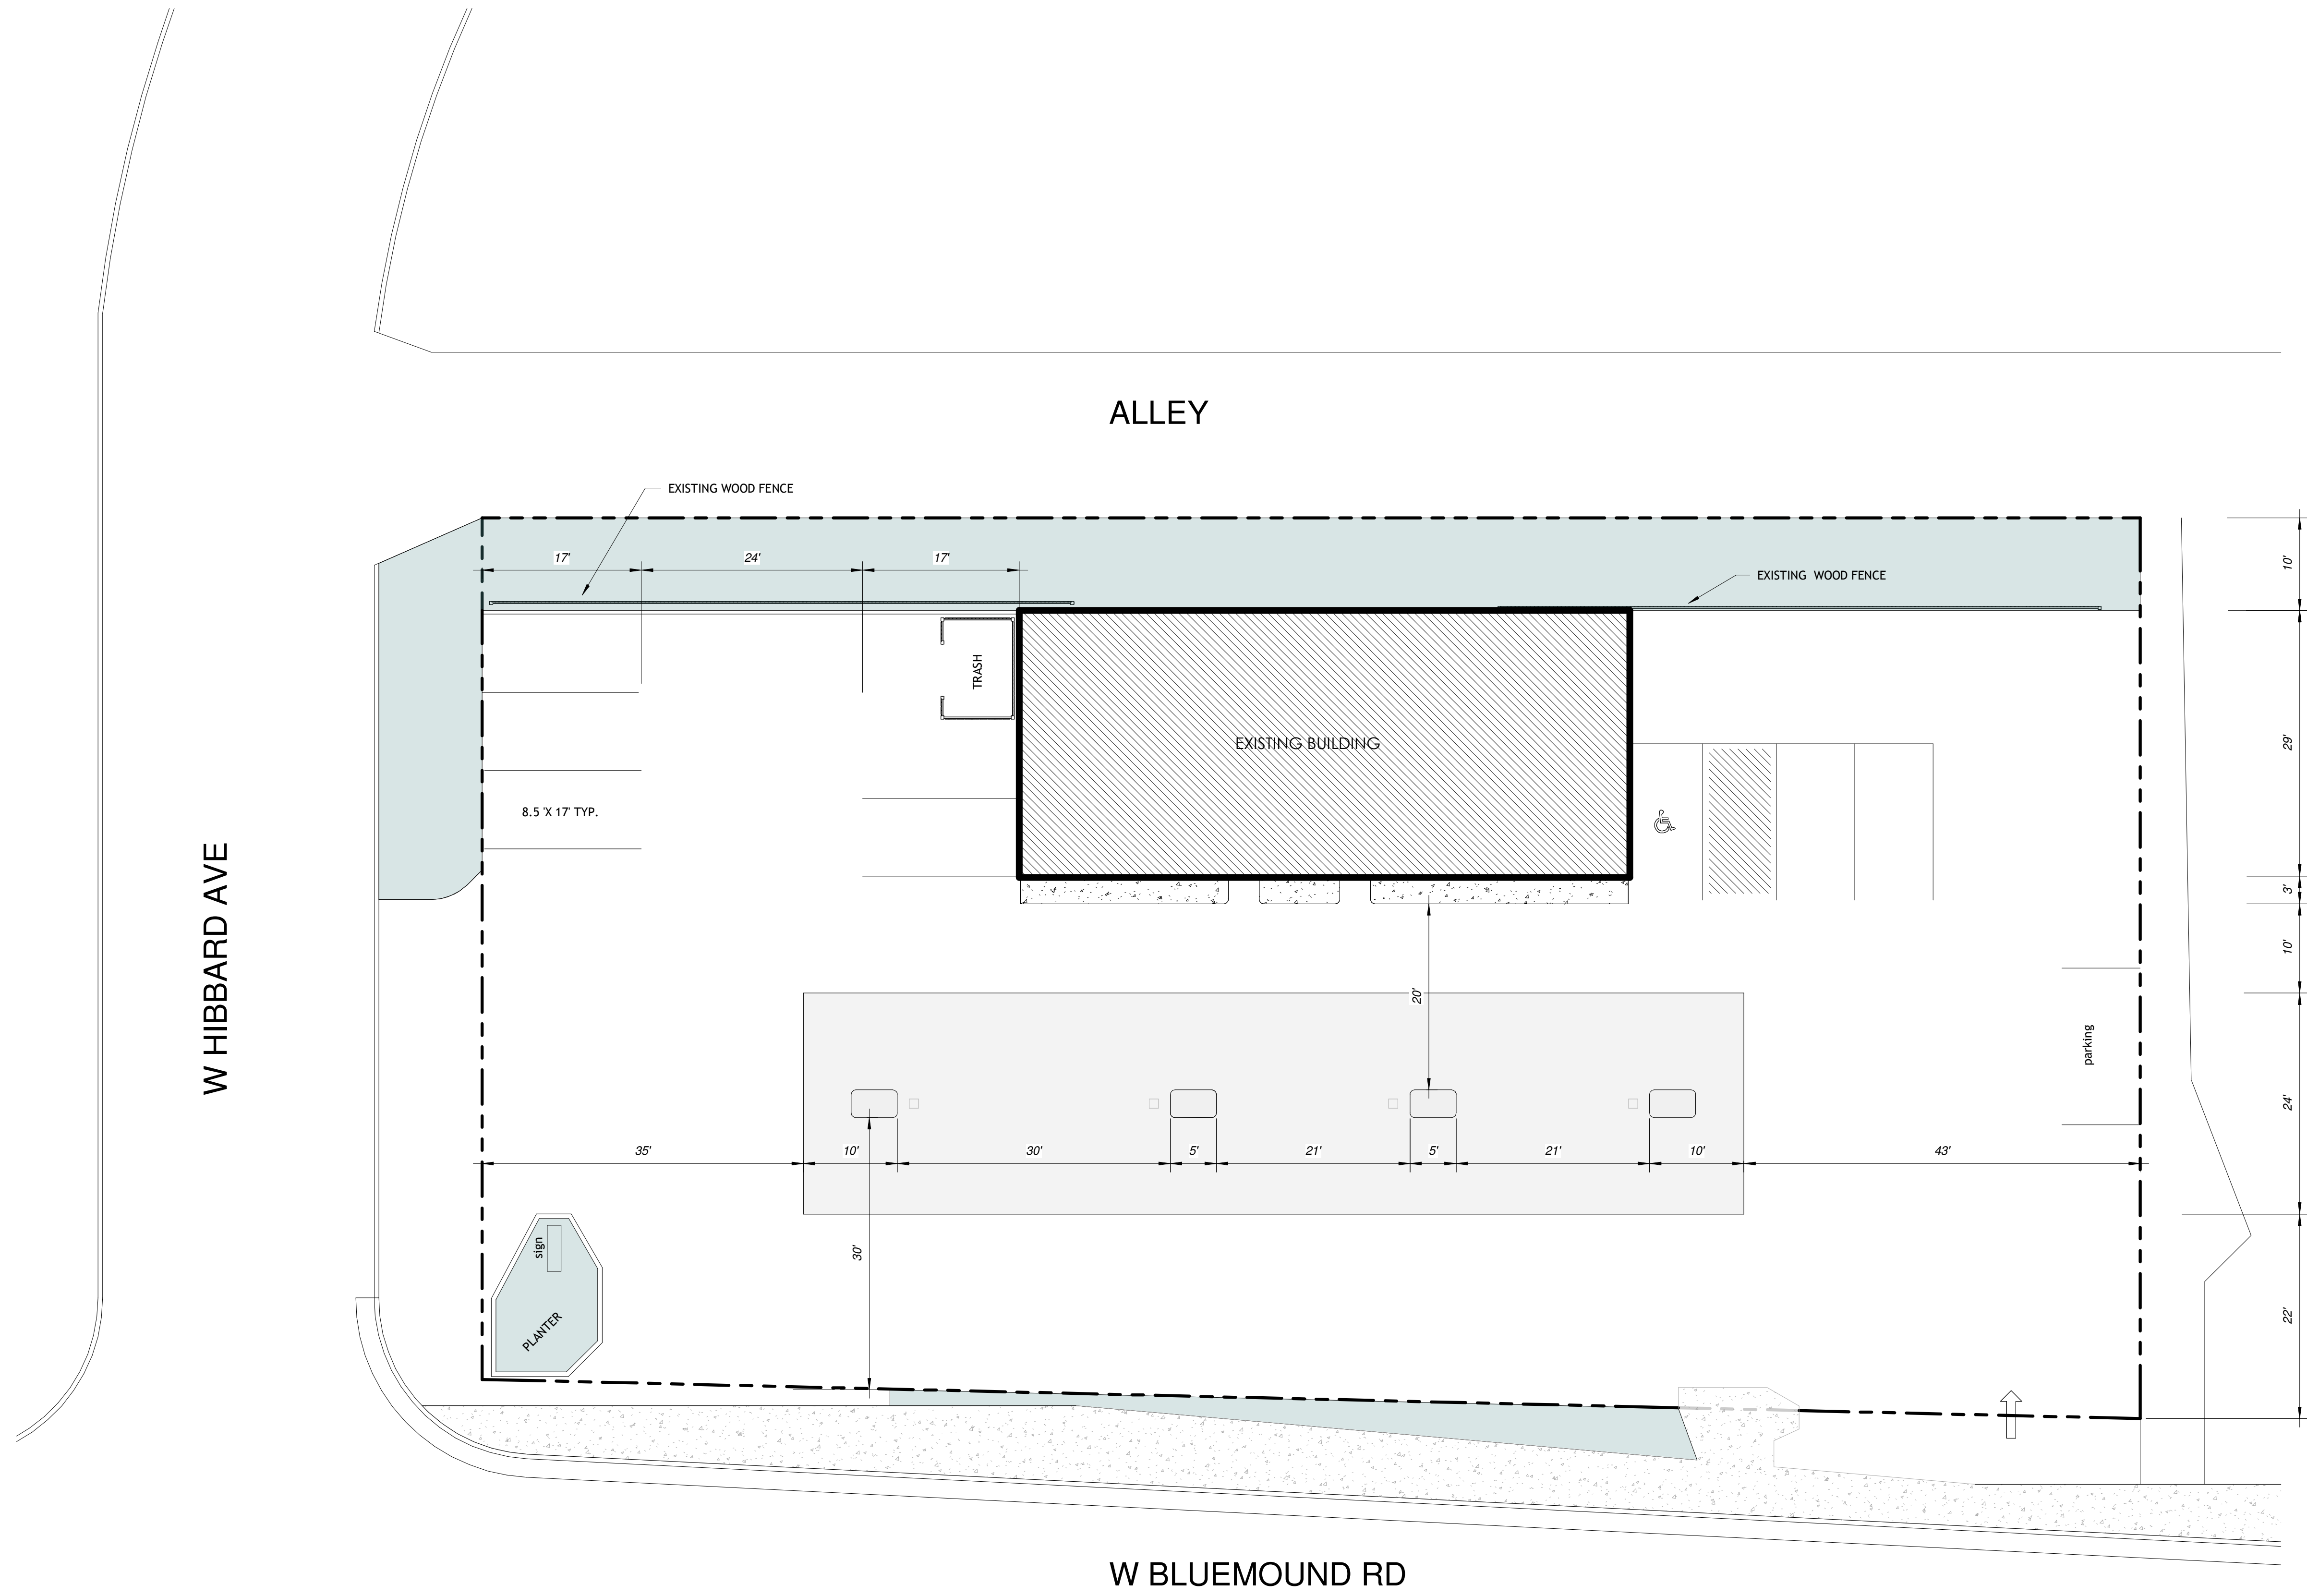 ALLEY
EXISTING WOOD FENCE
17'
24'
17'
EXISTING  WOOD FENCE
10'
TRASH
EXISTING BUILDING
29'
8.5 'X 17' TYP.
3'
W HIBBARD AVE
10'
20'
parking
24'
35'
10'
30'
5'
21'
5'
21'
10'
43'
sign
30'
PLANTER
22'
W BLUEMOUND RD